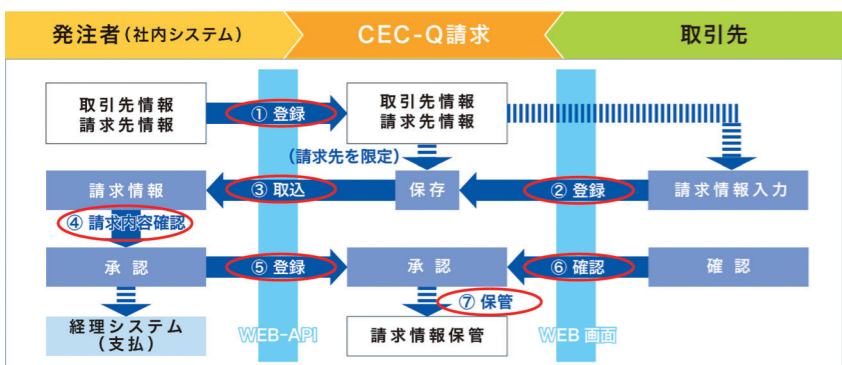 発注者(社内システム)
CEC-Q請求
取引先
取引先情報
請求先情報
① 登録
取引先情報
請求先情報
(請求先を限定)
請求情報
③ 取込
保存
② 登録
請求情報入力
④ 請求内容確認
承認
⑤ 登録
承認
⑥ 確認
確認
⑦ 保管
経理システム
(支払)
WEB-API
請求情報保管
WEB 画面